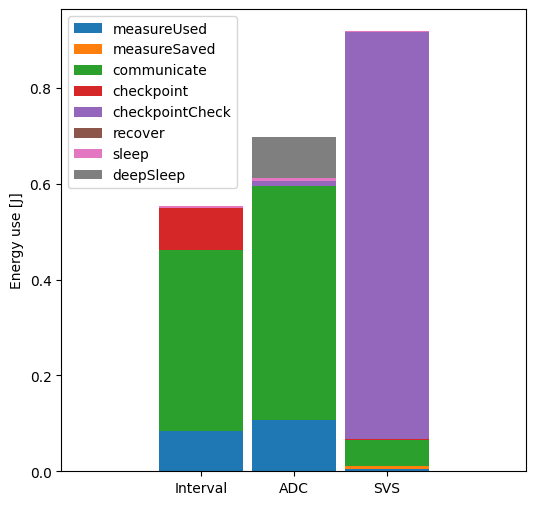 measureUsed
measureSaved
communicate
checkpoint
checkpointCheck
recover
sleep
deepSleep
Energy use [J]
0.8
0.6
0.4
0.2
0.0
Interval ADC SVS